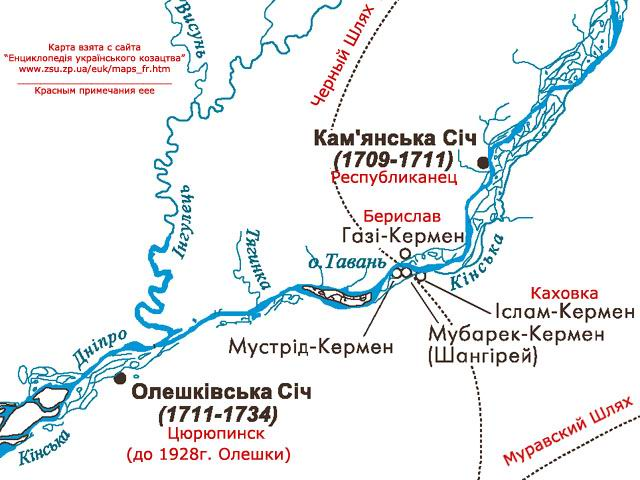 Карта взята с сайта
“Енциклопедія українського козацтва”
www.zsu.zp.ua/euk/maps_fr.htm
Красным примечания еее
Висунь
Черный Шлях
Кам'янська Січ
(1709-1711)
Республиканец
Інгулець
Берислав
Газі-Кермен
Тягинка
о.Тавань
Кінська
Каховка
Іслам-Кермен
Мубарек-Кермен
(Шангірей)
Мустрід-Кермен
Дніпро
Олешківська Січ
(1711-1734)
Цюрюпинск
(до 1928г. Олешки)
Кінська
Муравский Шлях